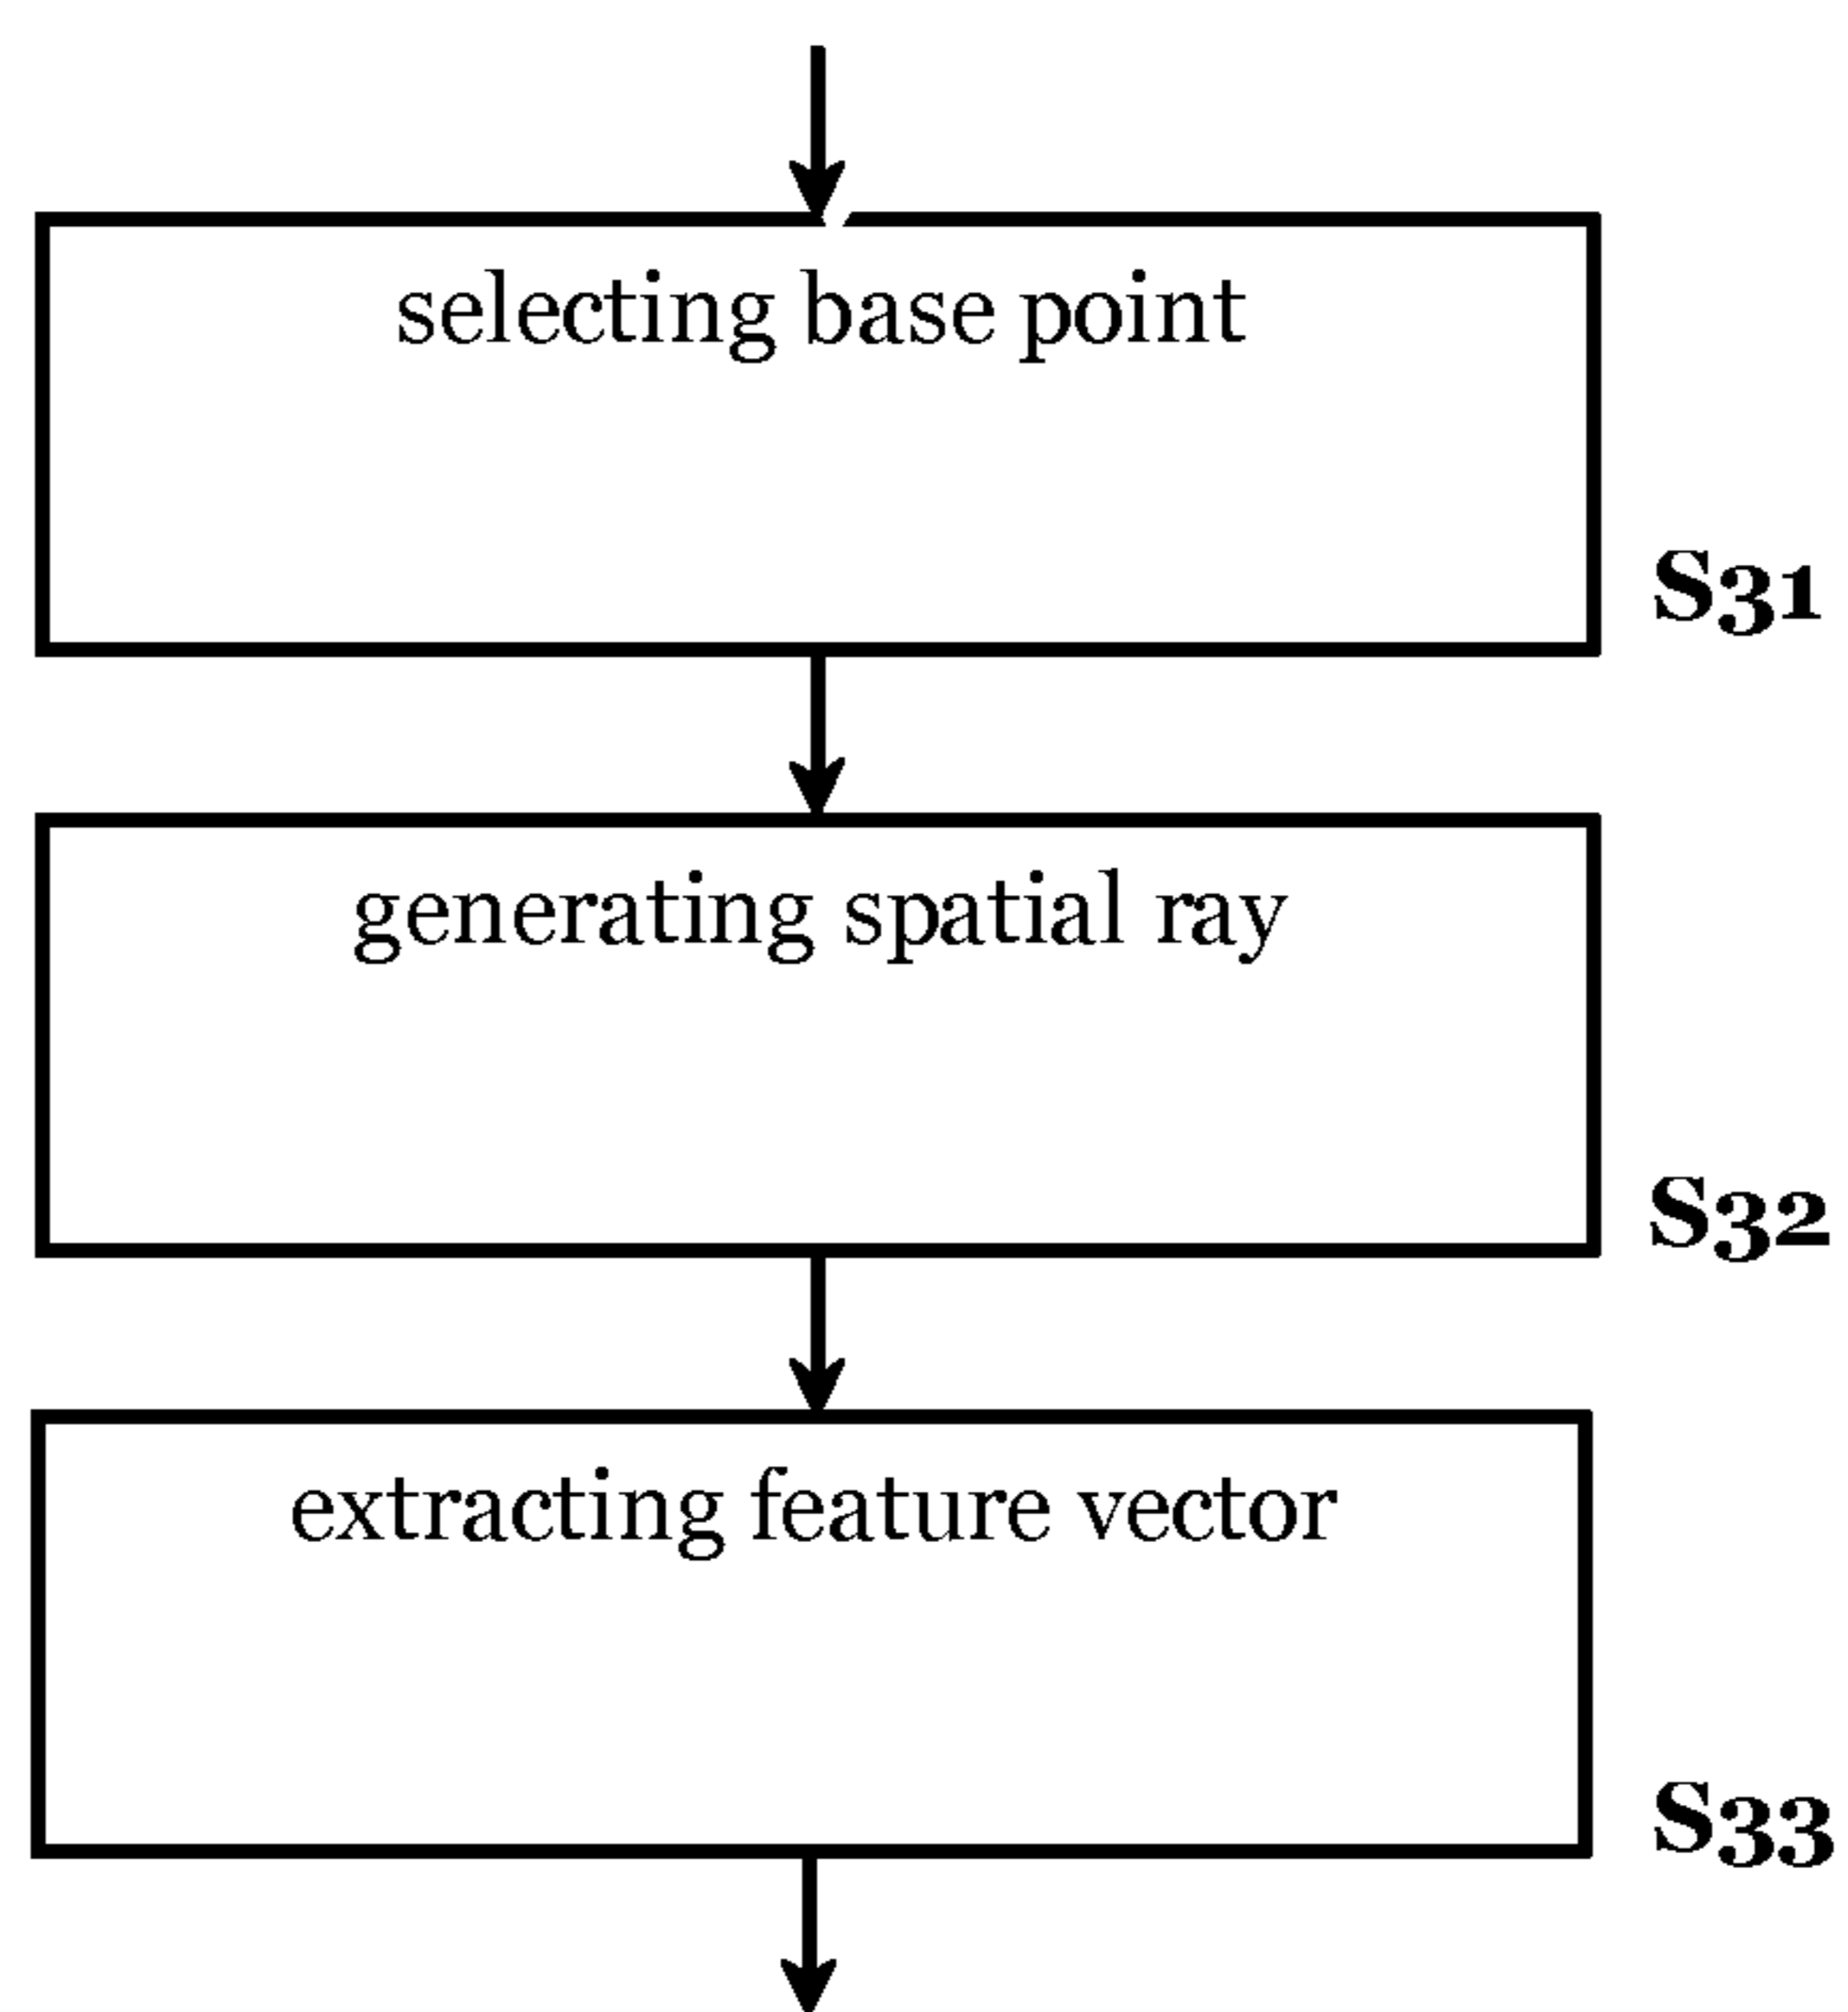 selecting base point
S31
generating spatial ray
S32
extracting feature vector
S33